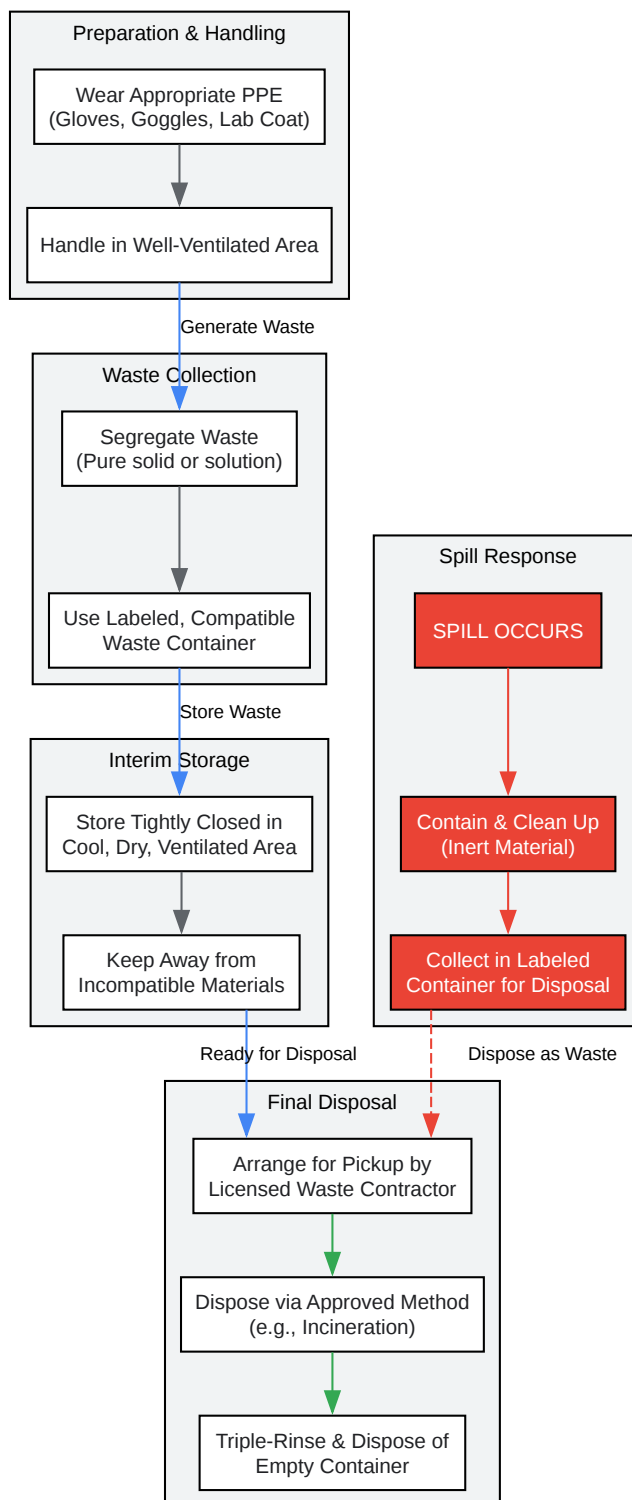 Preparation & Handling
Wear Appropriate PPE
(Gloves, Goggles, Lab Coat)
Handle in Well-Ventilated Area
Generate Waste
Waste Collection
Segregate Waste
(Pure solid or solution)
Use Labeled, Compatible
Waste Container
Store Waste
Interim Storage
Store Tightly Closed in
Cool, Dry, Ventilated Area
Keep Away from
Incompatible Materials
Ready for Disposal
Spill Response
SPILL OCCURS
Contain & Clean Up
(Inert Material)
Collect in Labeled
Container for Disposal
Dispose as Waste
Final Disposal
Arrange for Pickup by
Licensed Waste Contractor
Dispose via Approved Method
(e.g., Incineration)
Triple-Rinse & Dispose of
Empty Container